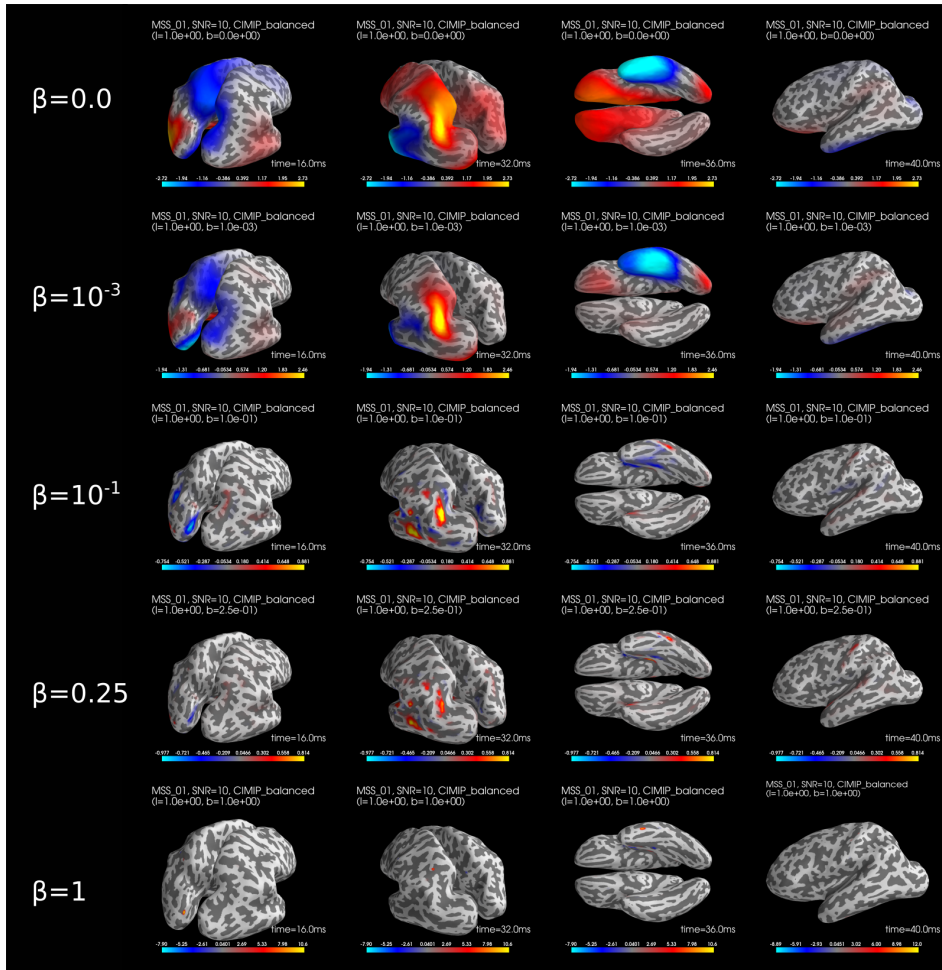 MSS_01, SNR=10, CIMIP_balanced
(l=1.0e+00, b=0.0e+00)
MSS_01, SNR=10, CIMIP_balanced
(l=1.0e+00, b=0.0e+00)
MSS_01, SNR=10, CIMIP_balanced
(l=1.0e+00, b=0.0e+00)
MSS_01, SNR=10, CIMIP_balanced
(l=1.0e+00, b=0.0e+00)
β=0.0
time=16.0ms
time=32.0ms
time=36.0ms
time=40.0ms
-2.72 -1.94 -1.16 -0.386 0.392 1.17 1.95 2.73
-2.72 -1.94 -1.16 -0.386 0.392 1.17 1.95 2.73
-2.72 -1.94 -1.16 -0.386 0.392 1.17 1.95 2.73
-2.72 -1.94 -1.16 -0.386 0.392 1.17 1.95 2.73
MSS_01, SNR=10, CIMIP_balanced
(l=1.0e+00, b=1.0e-03)
MSS_01, SNR=10, CIMIP_balanced
(l=1.0e+00, b=1.0e-03)
MSS_01, SNR=10, CIMIP_balanced
(l=1.0e+00, b=1.0e-03)
MSS_01, SNR=10, CIMIP_balanced
(l=1.0e+00, b=1.0e-03)
β=10⁻³
time=16.0ms
time=32.0ms
time=36.0ms
time=40.0ms
-1.94 -1.31 -0.681 -0.0534 0.574 1.20 1.83 2.46
-1.94 -1.31 -0.681 -0.0534 0.574 1.20 1.83 2.46
-1.94 -1.31 -0.681 -0.0534 0.574 1.20 1.83 2.46
-1.94 -1.31 -0.681 -0.0534 0.574 1.20 1.83 2.46
MSS_01, SNR=10, CIMIP_balanced
(l=1.0e+00, b=1.0e-01)
MSS_01, SNR=10, CIMIP_balanced
(l=1.0e+00, b=1.0e-01)
MSS_01, SNR=10, CIMIP_balanced
(l=1.0e+00, b=1.0e-01)
MSS_01, SNR=10, CIMIP_balanced
(l=1.0e+00, b=1.0e-01)
β=10⁻¹
time=16.0ms
time=32.0ms
time=36.0ms
time=40.0ms
-0.754 -0.521 -0.287 -0.0534 0.180 0.414 0.648 0.881
-0.754 -0.521 -0.287 -0.0534 0.180 0.414 0.648 0.881
-0.754 -0.521 -0.287 -0.0534 0.180 0.414 0.648 0.881
-0.754 -0.521 -0.287 -0.0534 0.180 0.414 0.648 0.881
MSS_01, SNR=10, CIMIP_balanced
(l=1.0e+00, b=2.5e-01)
MSS_01, SNR=10, CIMIP_balanced
(l=1.0e+00, b=2.5e-01)
MSS_01, SNR=10, CIMIP_balanced
(l=1.0e+00, b=2.5e-01)
MSS_01, SNR=10, CIMIP_balanced
(l=1.0e+00, b=2.5e-01)
β=0.25
time=16.0ms
time=32.0ms
time=36.0ms
time=40.0ms
-0.977 -0.721 -0.465 -0.209 0.0466 0.302 0.558 0.814
-0.977 -0.721 -0.465 -0.209 0.0466 0.302 0.558 0.814
-0.977 -0.721 -0.465 -0.209 0.0466 0.302 0.558 0.814
-0.977 -0.721 -0.465 -0.209 0.0466 0.302 0.558 0.814
MSS_01, SNR=10, CIMIP_balanced
(l=1.0e+00, b=1.0e+00)
MSS_01, SNR=10, CIMIP_balanced
(l=1.0e+00, b=1.0e+00)
MSS_01, SNR=10, CIMIP_balanced
(l=1.0e+00, b=1.0e+00)
MSS_01, SNR=10, CIMIP_balanced
(l=1.0e+00, b=1.0e+00)
β=1
time=16.0ms
time=32.0ms
time=36.0ms
time=40.0ms
-7.90 -5.25 -2.61 0.0401 2.69 5.33 7.98 10.6
-7.90 -5.25 -2.61 0.0401 2.69 5.33 7.98 10.6
-7.90 -5.25 -2.61 0.0401 2.69 5.33 7.98 10.6
-8.89 -5.91 -2.93 0.0451 3.02 6.00 8.98 12.0